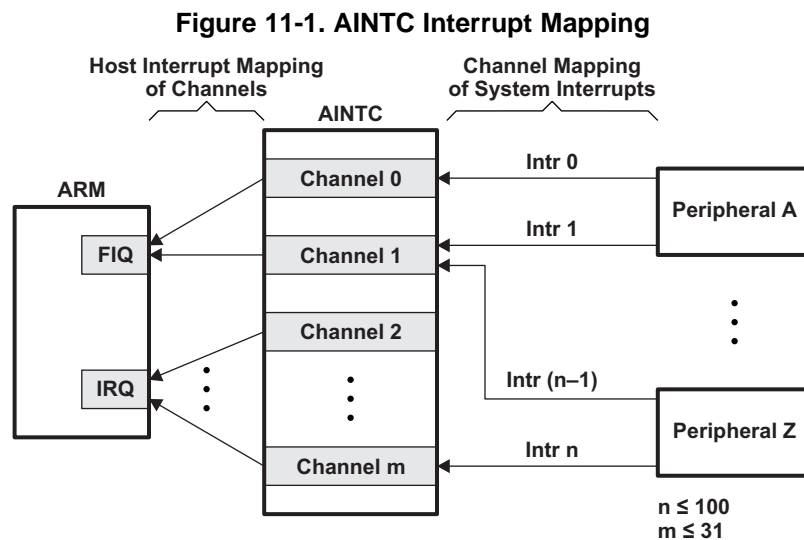 Figure 11-1. AINTC Interrupt Mapping
Host Interrupt Mapping
of Channels
Channel Mapping
of System Interrupts
AINTC
ARM
FIQ
IRQ
Channel 0
Channel 1
Channel 2
Channel m
Intr 0
Intr 1
Intr (n–1)
Intr n
Peripheral A
Peripheral Z
n ≤ 100
m ≤ 31